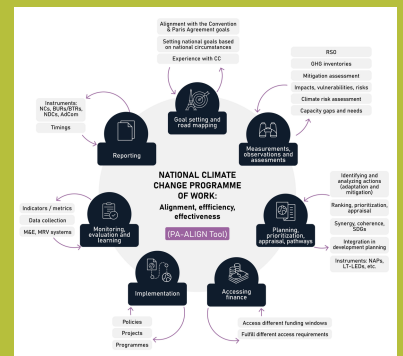 Alignment with the Convention
& Paris Agreement goals
Setting national goals based
on national circumstances
Experience with CC
Goal setting and
road mapping
RSO
GHG inventories
Mitigation assessment
Impacts, vulnerabilities, risks
Climate risk assessment
Capacity gaps and needs
Measurements,
observations and
assesments
Identifying and
analyzing actions
(adaptation and
mitigation)
Ranking, prioritization,
appraisal
Synergy, coherence,
SDGs
Integration in
development planning
Instruments: NAPs,
LT-LEDs, etc.
Planning,
prioritization,
appraisal, pathways
Access different funding windows
Fulfill different access requirements
Accessing
finance
Implementation
Policies
Projects
Programmes
Indicators / metrics
Data collection
M&E, MRV systems
Monitoring,
evaluation and
learning
Instruments:
NCs, BURs/BTRs,
NDCs, AdCom
Timings
Reporting
NATIONAL CLIMATE
CHANGE PROGRAMME
OF WORK:
Alignment, effficiency,
effectiveness
(PA-ALIGN Tool)